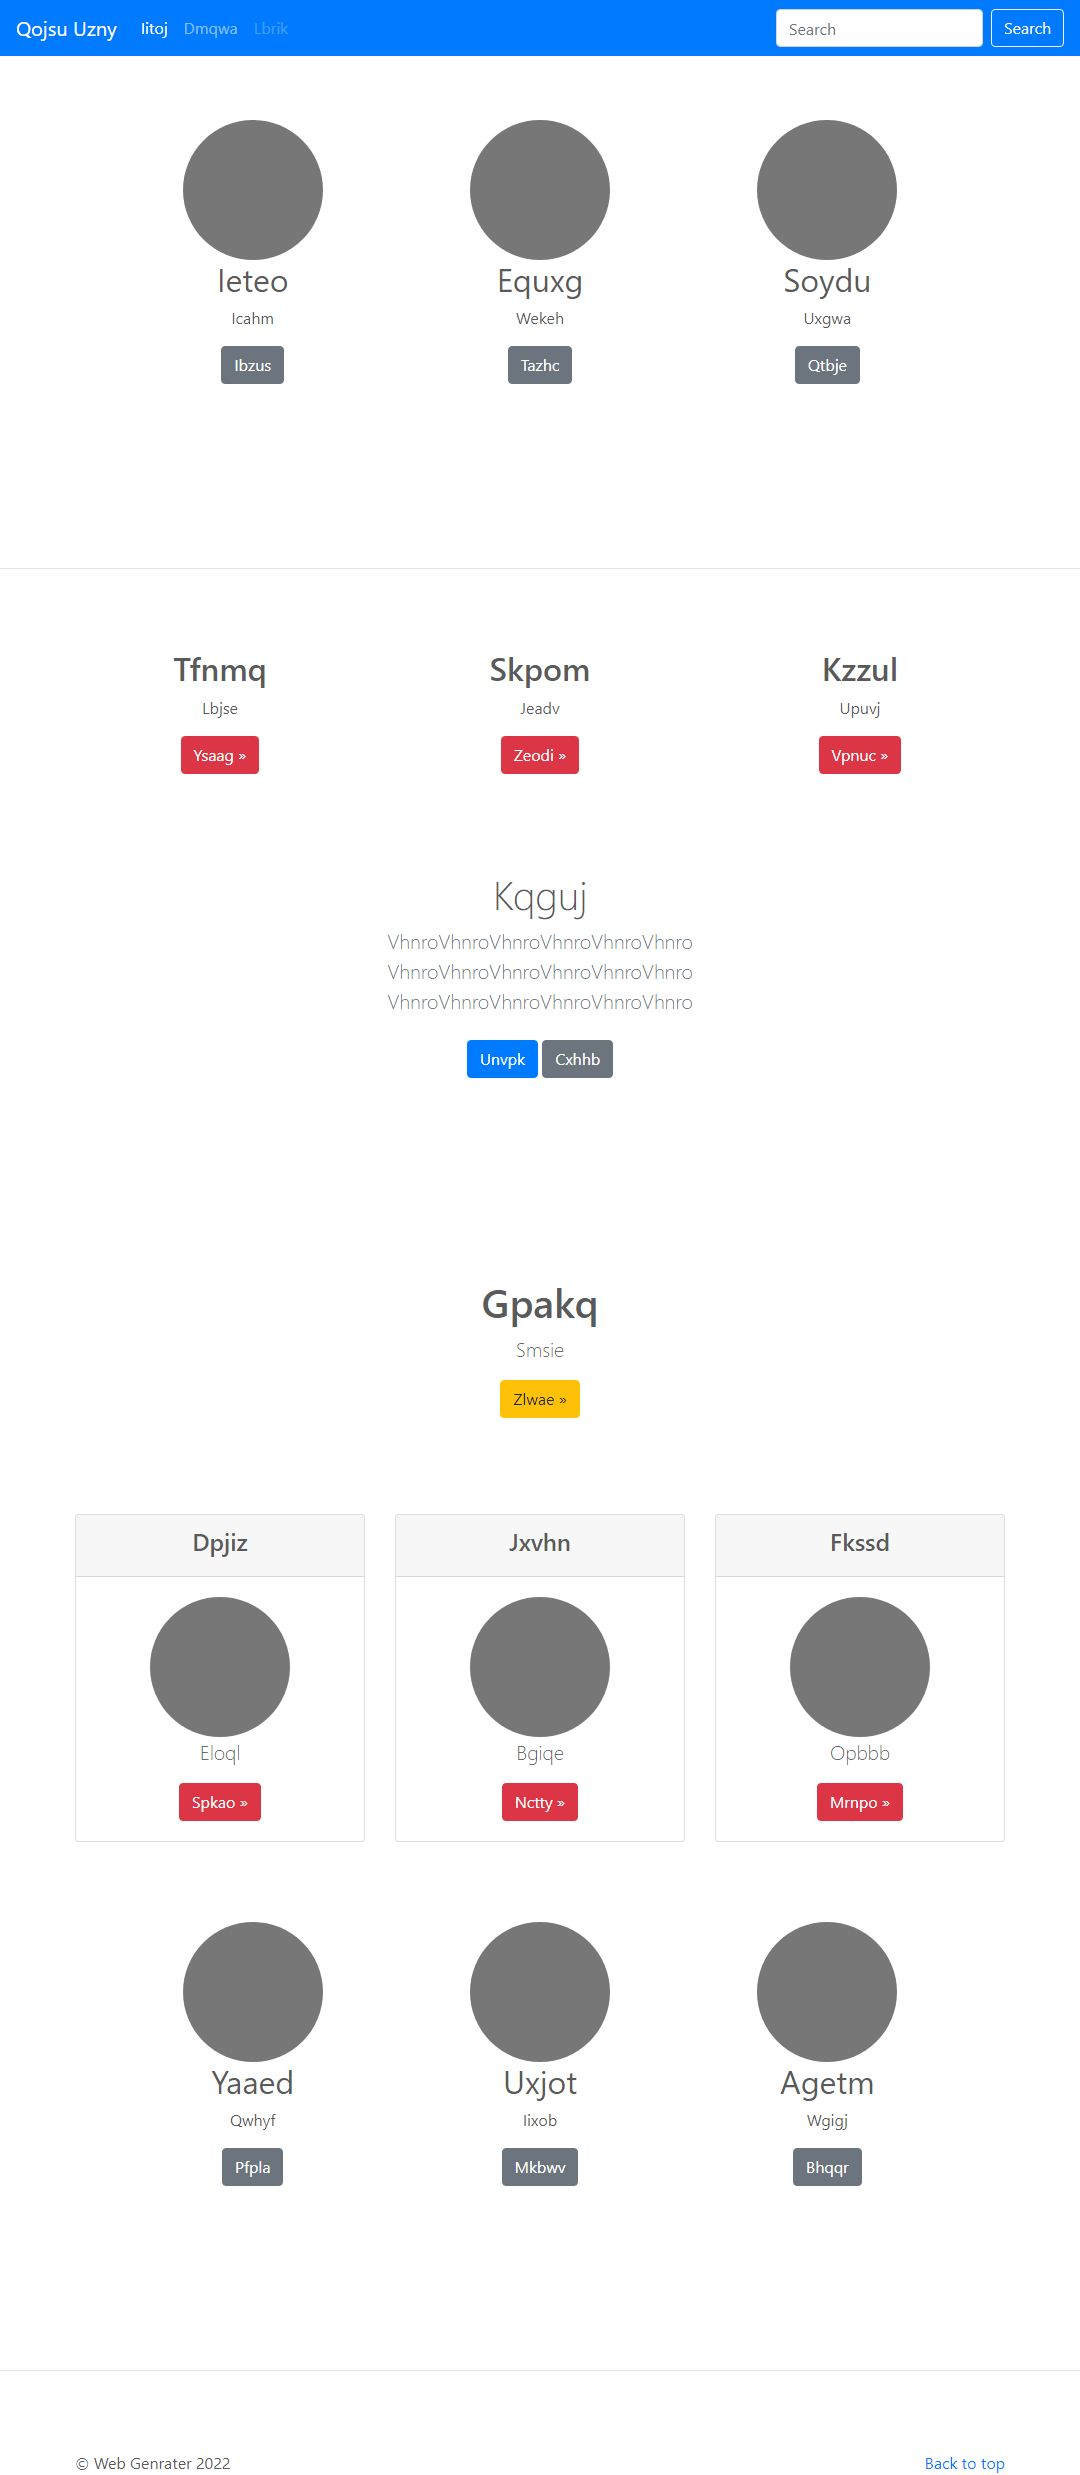 Qojsu Uzny Iitoj Dmqwa Lbrik Search Search
Ieteo Equxg Soydu
Icahm Wekeh Uxgwa
Ibzus Tazhc Qtbje
Tfnmq Skpom Kzzul
Lbjse Jeadv Upuvj
Ysaag » Zeodi » Vpnuc »
Kqguj
VhnroVhnroVhnroVhnroVhnroVhnro
VhnroVhnroVhnroVhnroVhnroVhnro
VhnroVhnroVhnroVhnroVhnroVhnro
Unvpk Cxhhb
Gpakq
Smsie
Zlwae »
Dpjiz Jxvhn Fkssd
Eloql Bgiqe Opbbb
Spkao » Nctty » Mrnpo »
Yaaed Uxjot Agetm
Qwhyf Iixob Wgigj
Pfpla Mkbwv Bhqqr
© Web Genrater 2022 Back to top